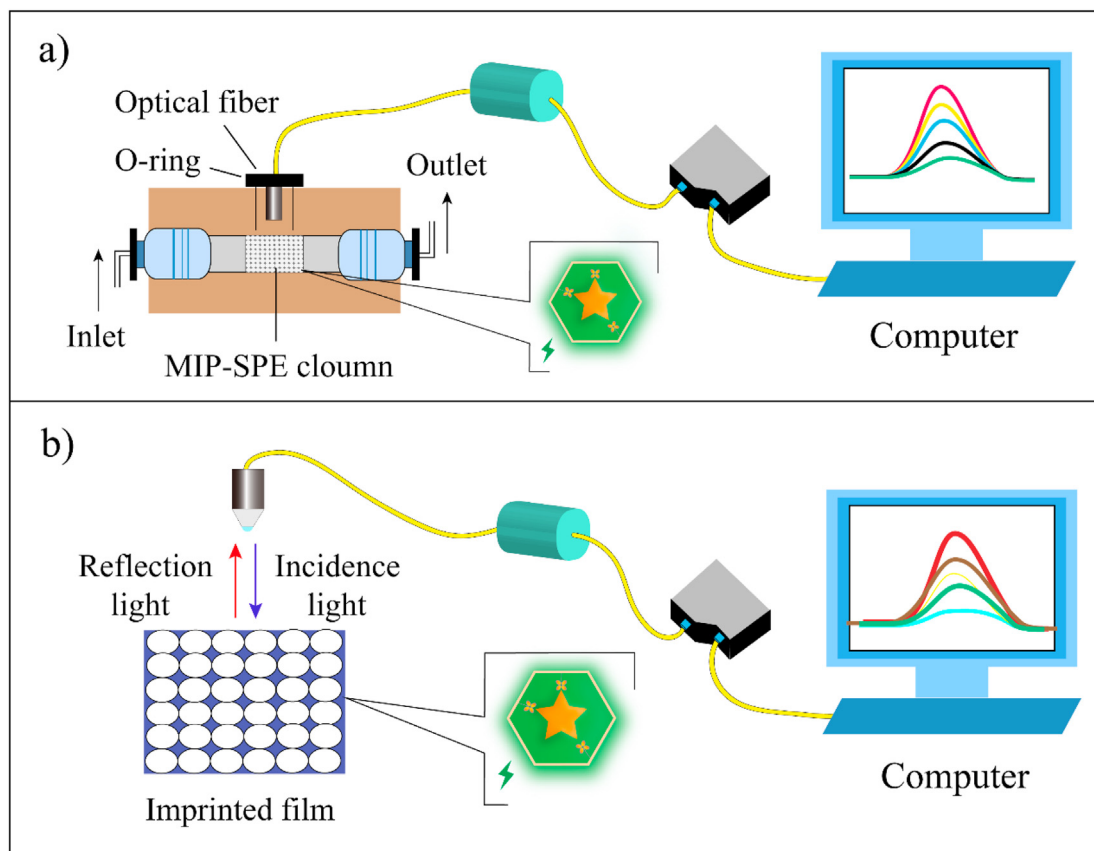 a)
Optical fiber
O-ring
Outlet
Inlet
MIP-SPE cloumn
Computer
b)
Reflection
light
Incidence
light
Imprinted film
Computer